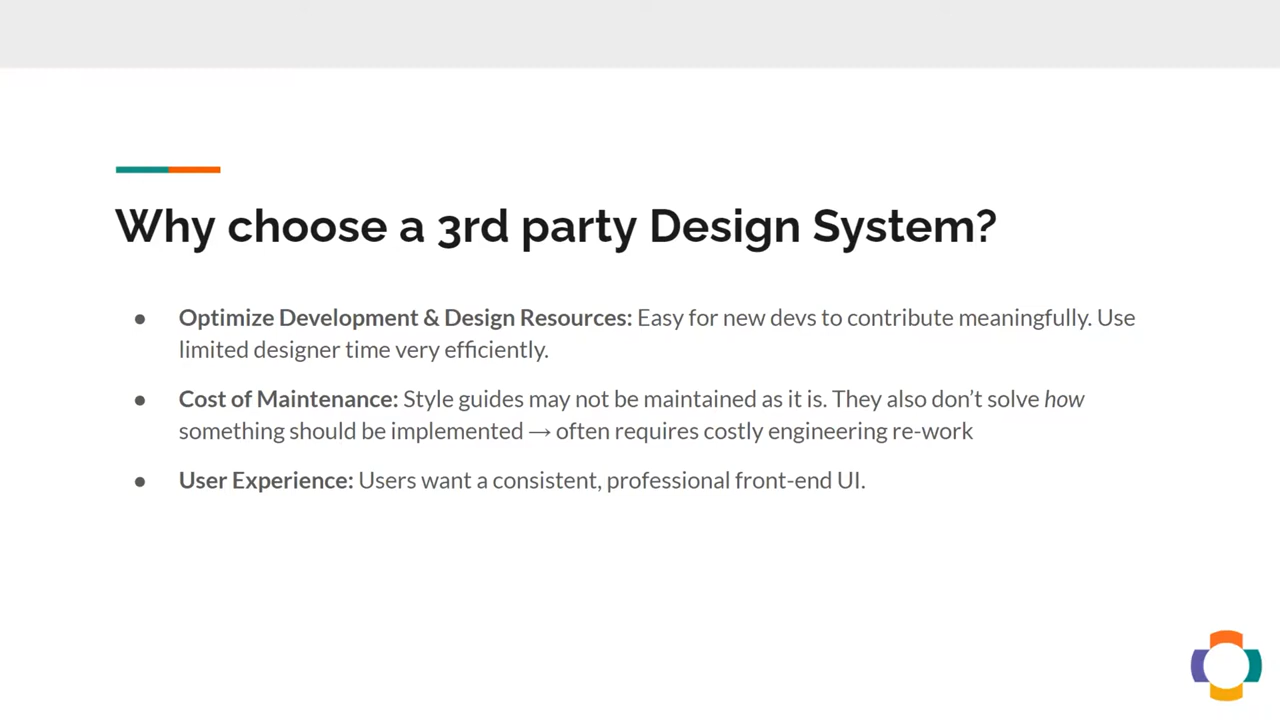 Why choose a 3rd party Design System?
● Optimize Development & Design Resources: Easy for new devs to contribute meaningfully. Use
limited designer time very efficiently.
● Cost of Maintenance: Style guides may not be maintained as it is. They also don’t solve how
something should be implemented → often requires costly engineering re-work
● User Experience: Users want a consistent, professional front-end UI.